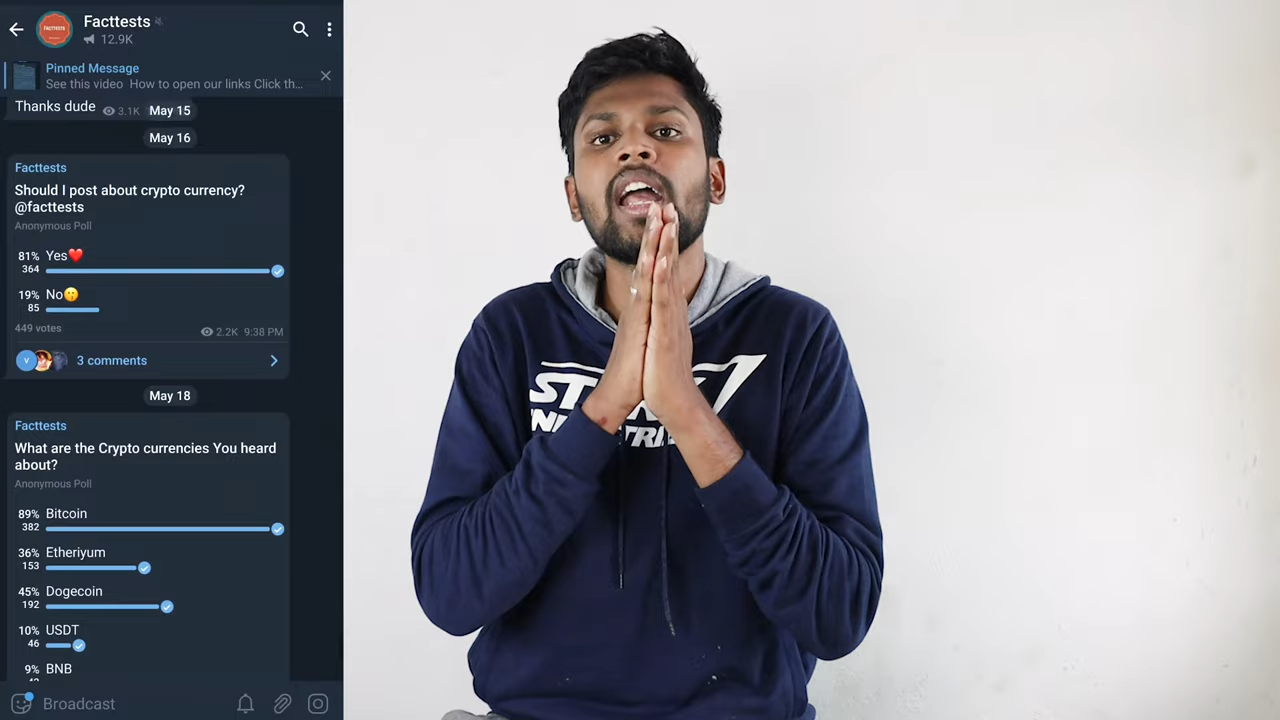 FACTTESTS
Facttests
12.9K
Pinned Message
See this video How to open our links Click th...
Thanks dude 3.1K May 15
May 16
Facttests
Should I post about crypto currency?
@facttests
Anonymous Poll
81% Yes❤️
364
19% No🤫
85
449 votes 2.2K 9:38 PM
V 3 comments
May 18
Facttests
What are the Crypto currencies You heard
about?
Anonymous Poll
89% Bitcoin
382
36% Etheriyum
153
45% Dogecoin
192
10% USDT
46
9% BNB
Broadcast